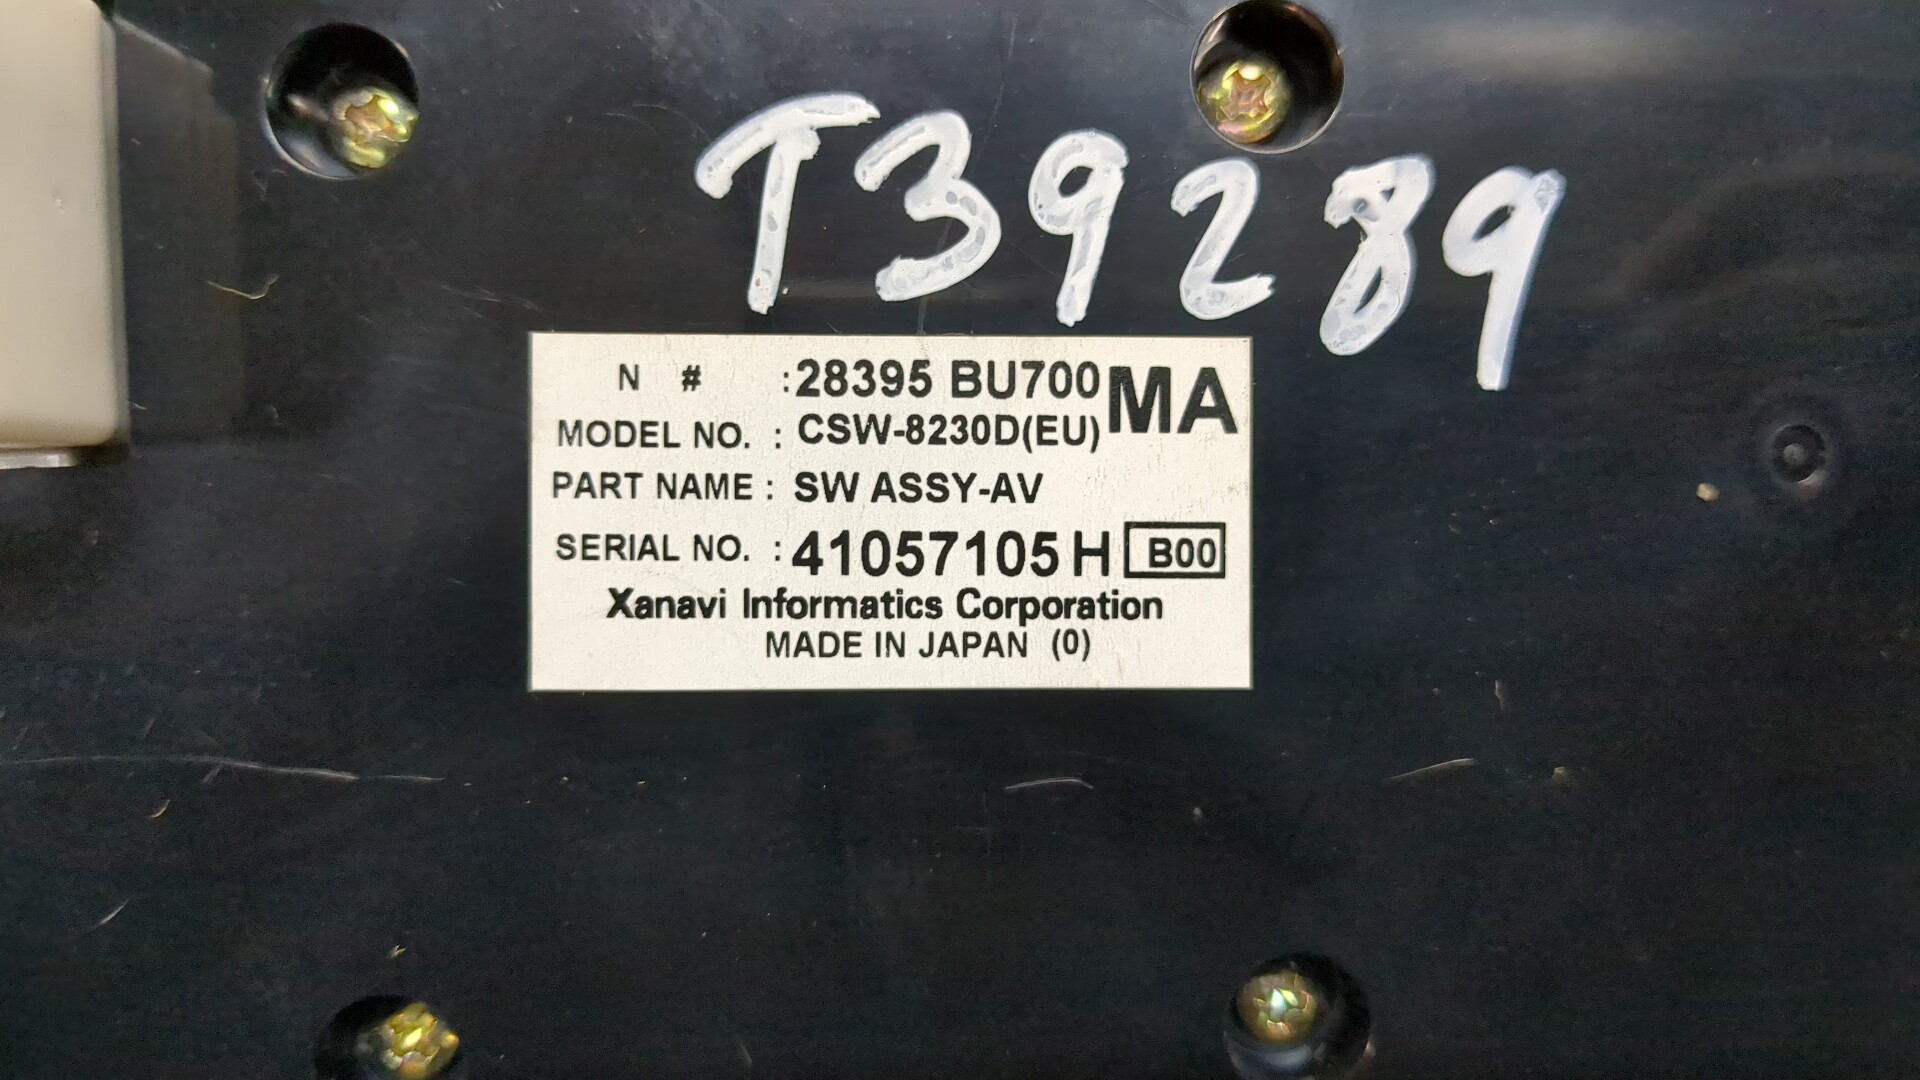 T39289
N # :28395 BU700 MA
MODEL NO. : CSW-8230D(EU)
PART NAME : SW ASSY-AV
SERIAL NO. : 41057105 H B00
Xanavi Informatics Corporation
MADE IN JAPAN (0)